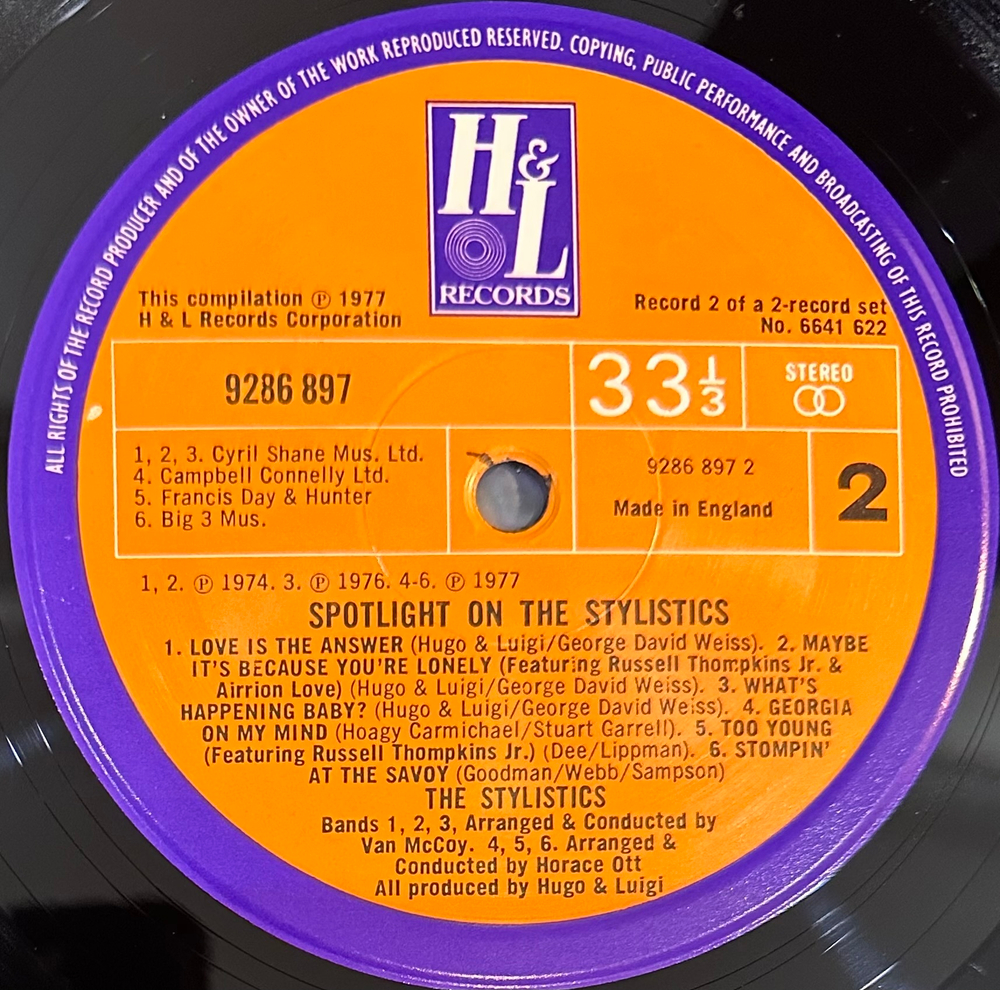 ALL RIGHTS OF THE RECORD PRODUCER AND OF THE OWNER OF THE WORK REPRODUCED RESERVED. COPYING, PUBLIC PERFORMANCE AND BROADCASTING OF THIS RECORD PROHIBITED
H & L
RECORDS
This compilation ℗ 1977
H & L Records Corporation
Record 2 of a 2-record set
No. 6641 622
9286 897
33⅓
STEREO
1, 2, 3. Cyril Shane Mus. Ltd.
4. Campbell Connelly Ltd.
5. Francis Day & Hunter
6. Big 3 Mus.
9286 897 2
Made in England
2
1, 2. ℗ 1974. 3. ℗ 1976. 4-6. ℗ 1977
SPOTLIGHT ON THE STYLISTICS
1. LOVE IS THE ANSWER (Hugo & Luigi/George David Weiss). 2. MAYBE
IT'S BECAUSE YOU'RE LONELY (Featuring Russell Thompkins Jr. &
Airrion Love) (Hugo & Luigi/George David Weiss). 3. WHAT'S
HAPPENING BABY? (Hugo & Luigi/George David Weiss). 4. GEORGIA
ON MY MIND (Hoagy Carmichael/Stuart Garrell). 5. TOO YOUNG
(Featuring Russell Thompkins Jr.) (Dee/Lippman). 6. STOMPIN'
AT THE SAVOY (Goodman/Webb/Sampson)
THE STYLISTICS
Bands 1, 2, 3, Arranged & Conducted by
Van McCoy. 4, 5, 6. Arranged &
Conducted by Horace Ott
All produced by Hugo & Luigi